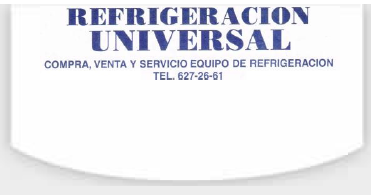 REFRIGERACION
UNIVERSAL
COMPRA, VENTA Y SERVICIO EQUIPO DE REFRIGERACION
TEL. 627-26-61